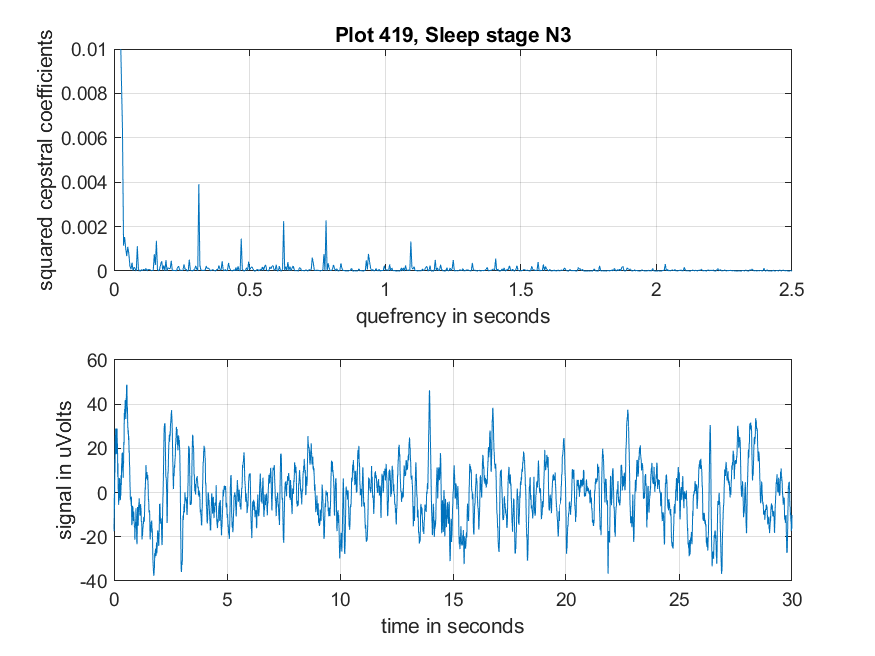 Plot 419, Sleep stage N3
squared cepstral coefficients
0.01
0.008
0.006
0.004
0.002
0
0 0.5 1 1.5 2 2.5
quefrency in seconds
signal in uVolts
60
40
20
0
-20
-40
0 5 10 15 20 25 30
time in seconds